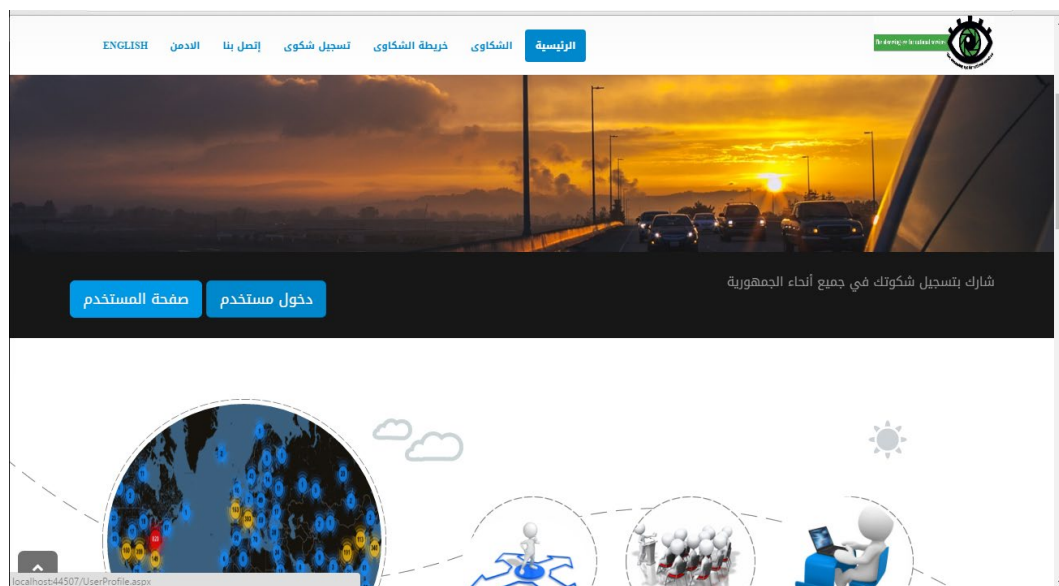 الرئيسية الشكاوى خريطة الشكاوى تسجيل شكوى إتصل بنا الادمن ENGLISH
شارك بتسجيل شكوتك في جميع أنحاء الجمهورية
دخول مستخدم صفحة المستخدم
localhost:44507/UserProfile.aspx